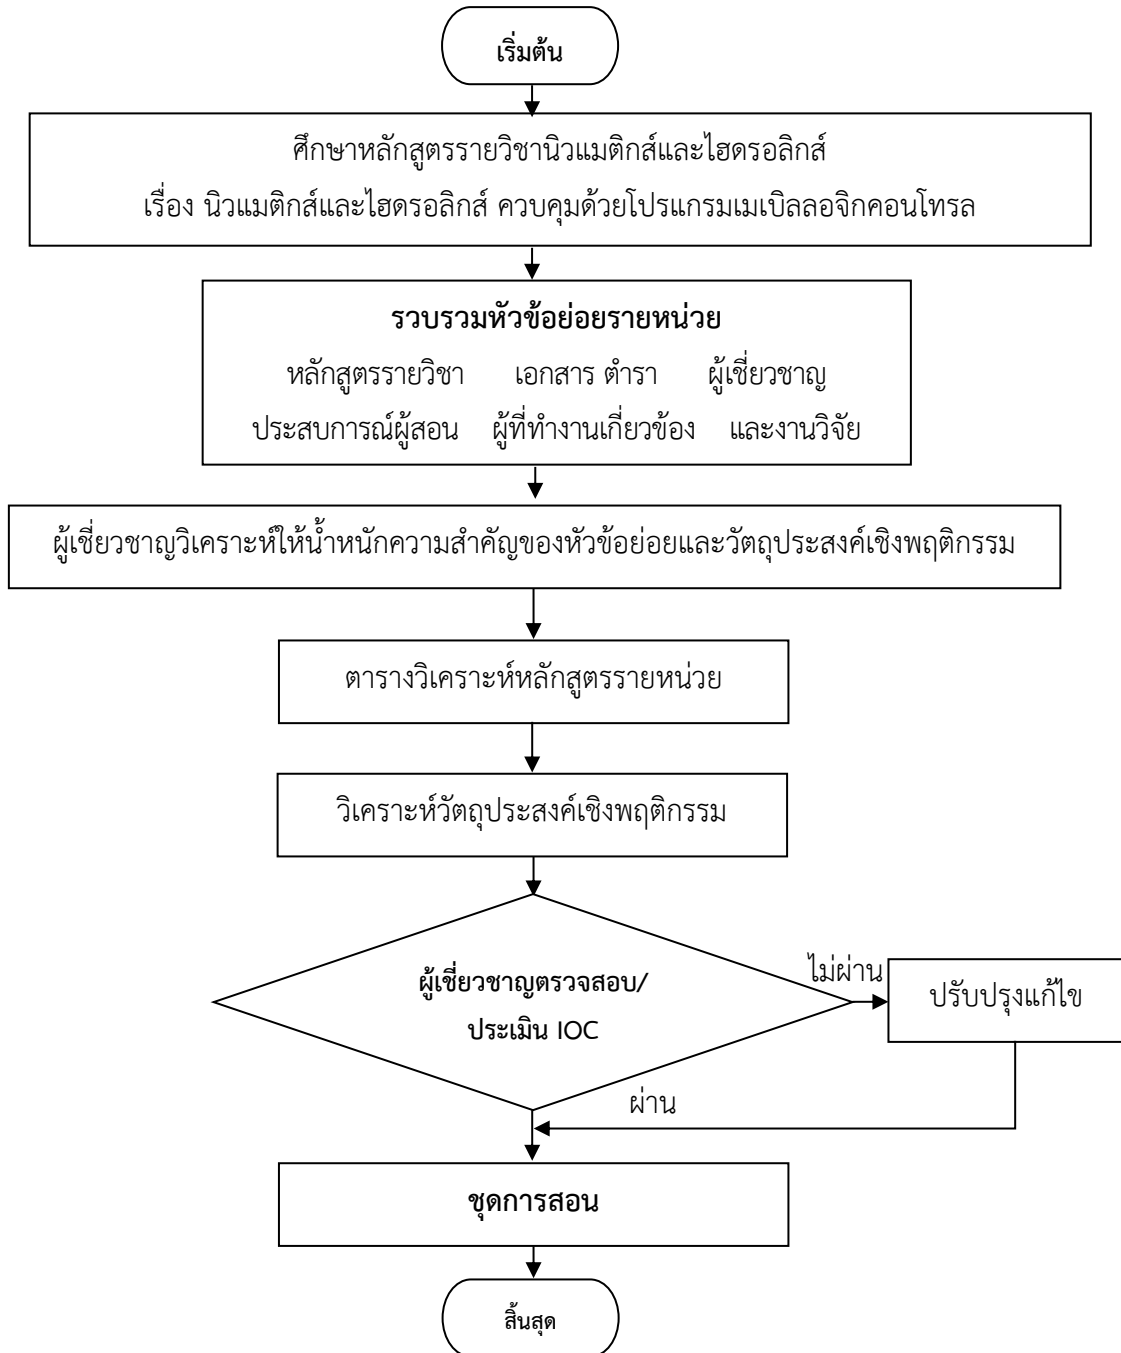 เริ่มต้น
ศึกษาหลักสูตรรายวิชานิวแมติกส์และไฮดรอลิกส์
เรื่อง นิวแมติกส์และไฮดรอลิกส์ ควบคุมด้วยโปรแกรมเมเบิลลอจิกคอนโทรล
รวบรวมหัวข้อย่อยรายหน่วย
หลักสูตรรายวิชา เอกสาร ตำรา ผู้เชี่ยวชาญ
ประสบการณ์ผู้สอน ผู้ที่ทำงานเกี่ยวข้อง และงานวิจัย
ผู้เชี่ยวชาญวิเคราะห์ให้น้ำหนักความสำคัญของหัวข้อย่อยและวัตถุประสงค์เชิงพฤติกรรม
ตารางวิเคราะห์หลักสูตรรายหน่วย
วิเคราะห์วัตถุประสงค์เชิงพฤติกรรม
ผู้เชี่ยวชาญตรวจสอบ/
ประเมิน IOC
ไม่ผ่าน
ปรับปรุงแก้ไข
ผ่าน
ชุดการสอน
สิ้นสุด